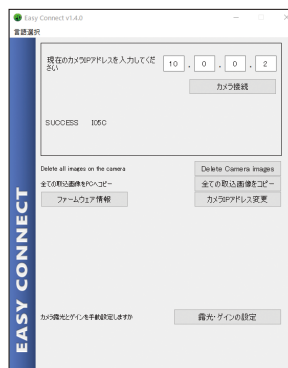 Easy Connect v1.4.0
言語選択
現在のカメラIPアドレスを入力してくだ
さい
10 . 0 . 0 . 2
カメラ接続
SUCCESS IO5C
Delete all images on the camera
Delete Camera images
全ての取込画像をPCへコピー
全ての取込画像をコピー
ファームウェア情報
カメラIPアドレス変更
カメラ露光とゲインを手動設定しますか
露光・ゲインの設定
EASY CONNECT